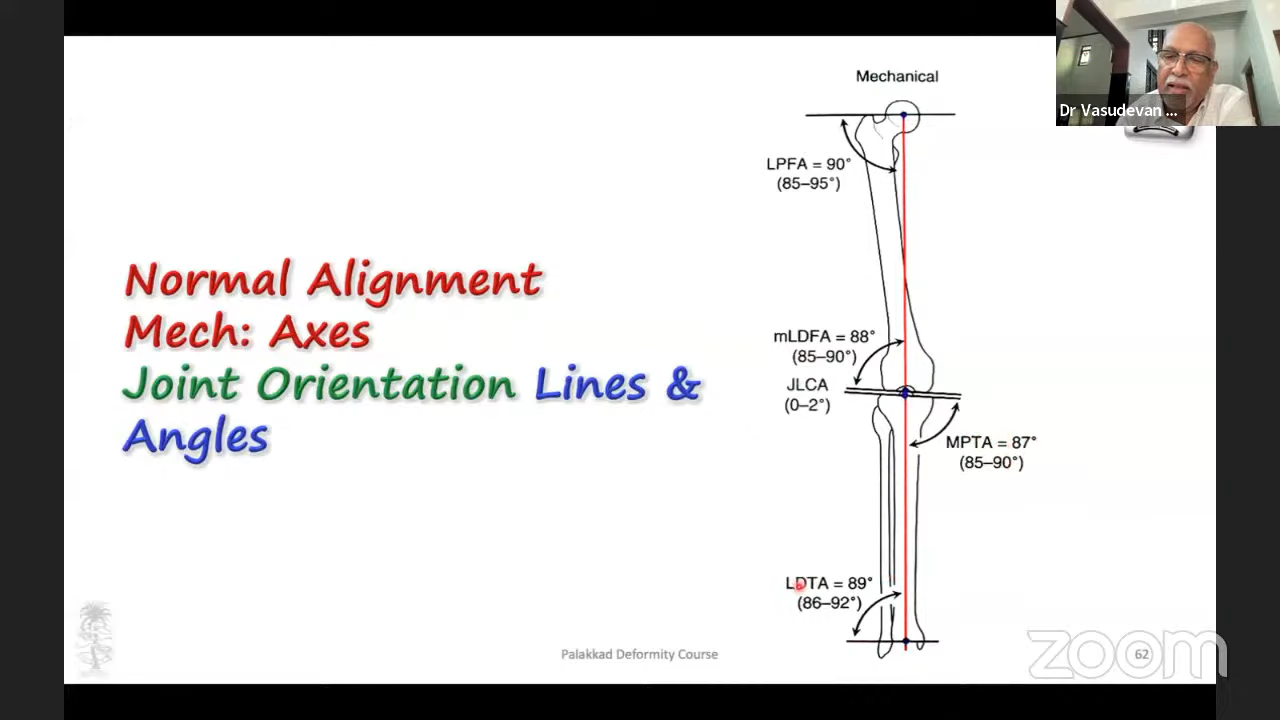 Mechanical
Dr Vasudevan ...
LPFA = 90°
(85–95°)
Normal Alignment
Mech: Axes
Joint Orientation Lines &
Angles
mLDFA = 88°
(85–90°)
JLCA
(0–2°)
MPTA = 87°
(85–90°)
LDTA = 89°
(86–92°)
Palakkad Deformity Course
62
zoom